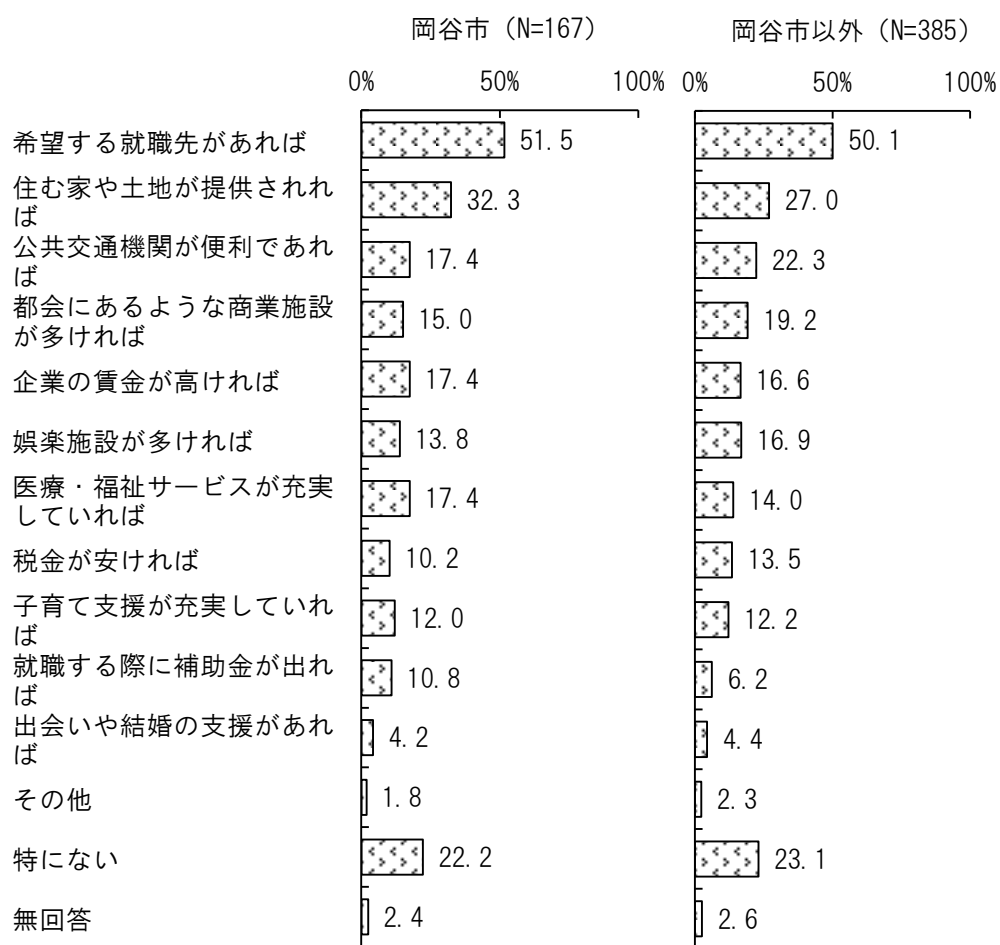 岡谷市（N=167） 岡谷市以外（N=385）
0% 50% 100% 0% 50% 100%
希望する就職先があれば 51.5 50.1
住む家や土地が提供されれ
ば 32.3 27.0
公共交通機関が便利であれ
ば 17.4 22.3
都会にあるような商業施設
が多ければ 15.0 19.2
企業の賃金が高ければ 17.4 16.6
娯楽施設が多ければ 13.8 16.9
医療・福祉サービスが充実
していれば 17.4 14.0
税金が安ければ 10.2 13.5
子育て支援が充実していれ
ば 12.0 12.2
就職する際に補助金が出れ
ば 10.8 6.2
出会いや結婚の支援があれ
ば 4.2 4.4
その他 1.8 2.3
特にない 22.2 23.1
無回答 2.4 2.6